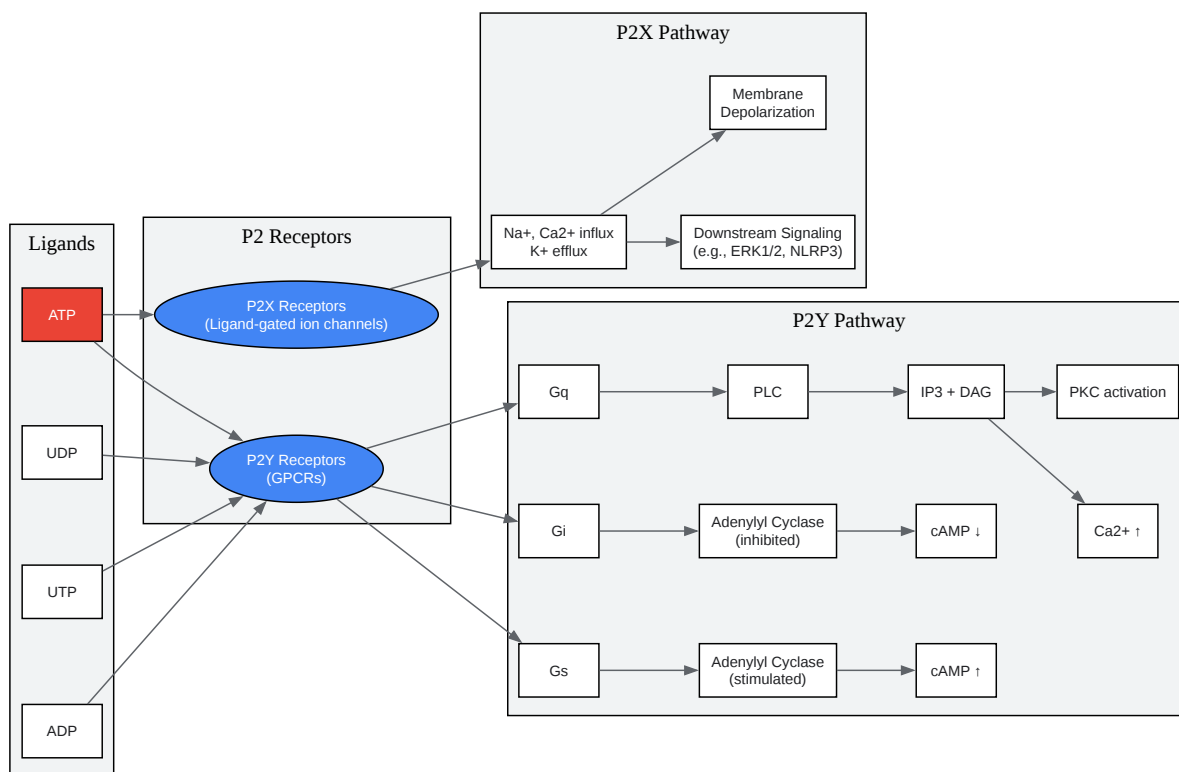 P2X Pathway
Membrane
Depolarization
Na+, Ca2+ influx
K+ efflux
Downstream Signaling
(e.g., ERK1/2, NLRP3)
Ligands
ATP
UDP
UTP
ADP
P2 Receptors
P2X Receptors
(Ligand-gated ion channels)
P2Y Receptors
(GPCRs)
P2Y Pathway
Gq
PLC
IP3 + DAG
PKC activation
Gi
Adenylyl Cyclase
(inhibited)
cAMP ↓
Ca2+ ↑
Gs
Adenylyl Cyclase
(stimulated)
cAMP ↑